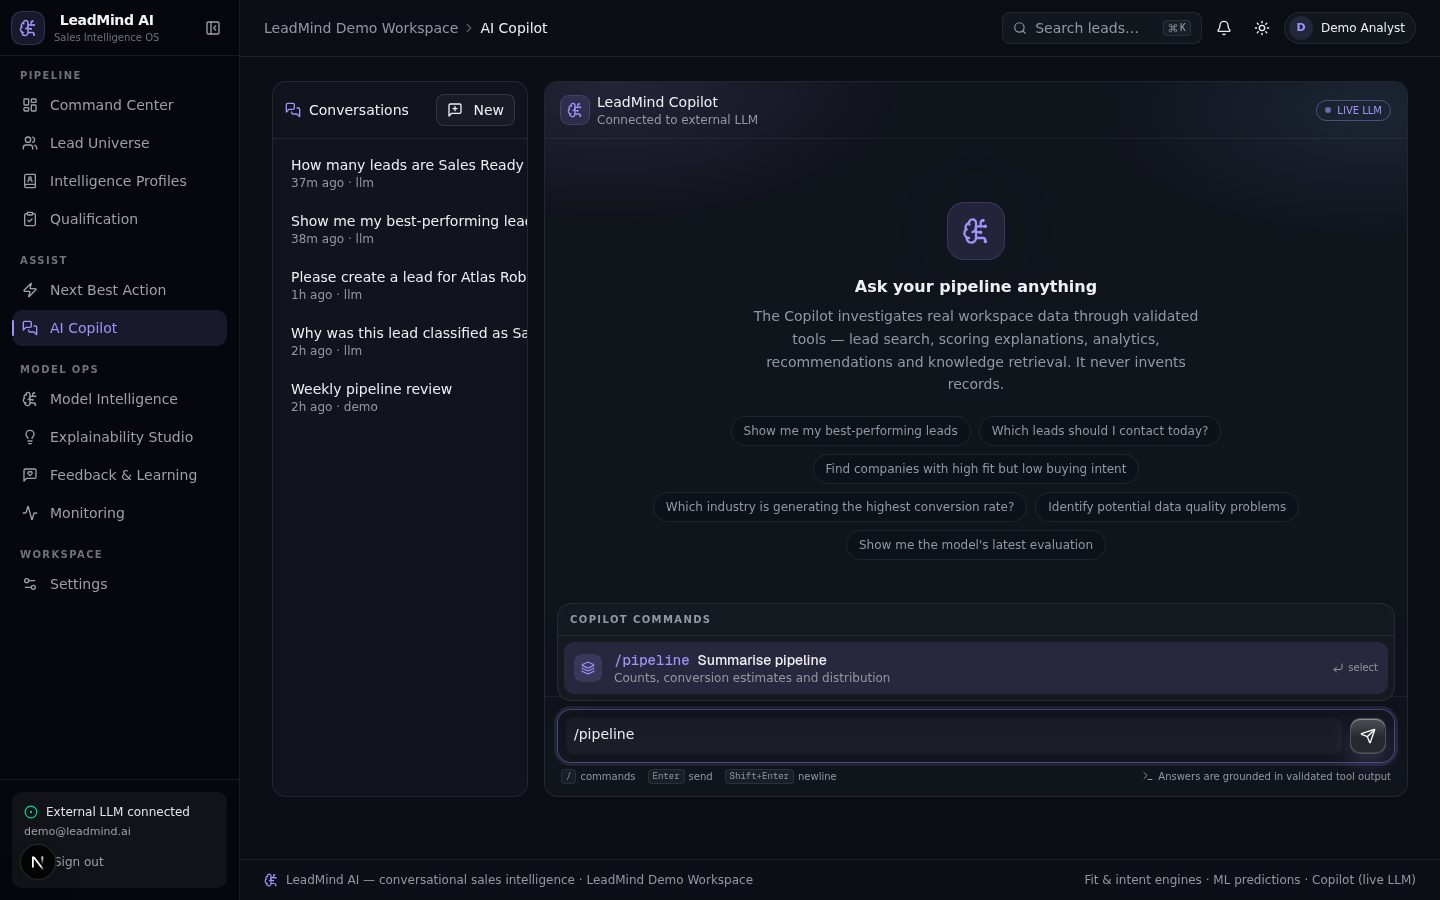 LeadMind AI
Sales Intelligence OS
PIPELINE
Command Center
Lead Universe
Intelligence Profiles
Qualification
ASSIST
Next Best Action
AI Copilot
MODEL OPS
Model Intelligence
Explainability Studio
Feedback & Learning
Monitoring
WORKSPACE
Settings
External LLM connected
demo@leadmind.ai
N
Sign out
LeadMind Demo Workspace > AI Copilot
Search leads... ⌘K
D Demo Analyst
Conversations
New
How many leads are Sales Ready
37m ago · llm
Show me my best-performing lead
38m ago · llm
Please create a lead for Atlas Rob
1h ago · llm
Why was this lead classified as Sa
2h ago · llm
Weekly pipeline review
2h ago · demo
LeadMind Copilot
Connected to external LLM
LIVE LLM
Ask your pipeline anything
The Copilot investigates real workspace data through validated
tools — lead search, scoring explanations, analytics,
recommendations and knowledge retrieval. It never invents
records.
Show me my best-performing leads
Which leads should I contact today?
Find companies with high fit but low buying intent
Which industry is generating the highest conversion rate?
Identify potential data quality problems
Show me the model's latest evaluation
COPILOT COMMANDS
/pipeline Summarise pipeline
Counts, conversion estimates and distribution
select
/pipeline
/ commands Enter send Shift+Enter newline
Answers are grounded in validated tool output
LeadMind AI — conversational sales intelligence · LeadMind Demo Workspace
Fit & intent engines · ML predictions · Copilot (live LLM)